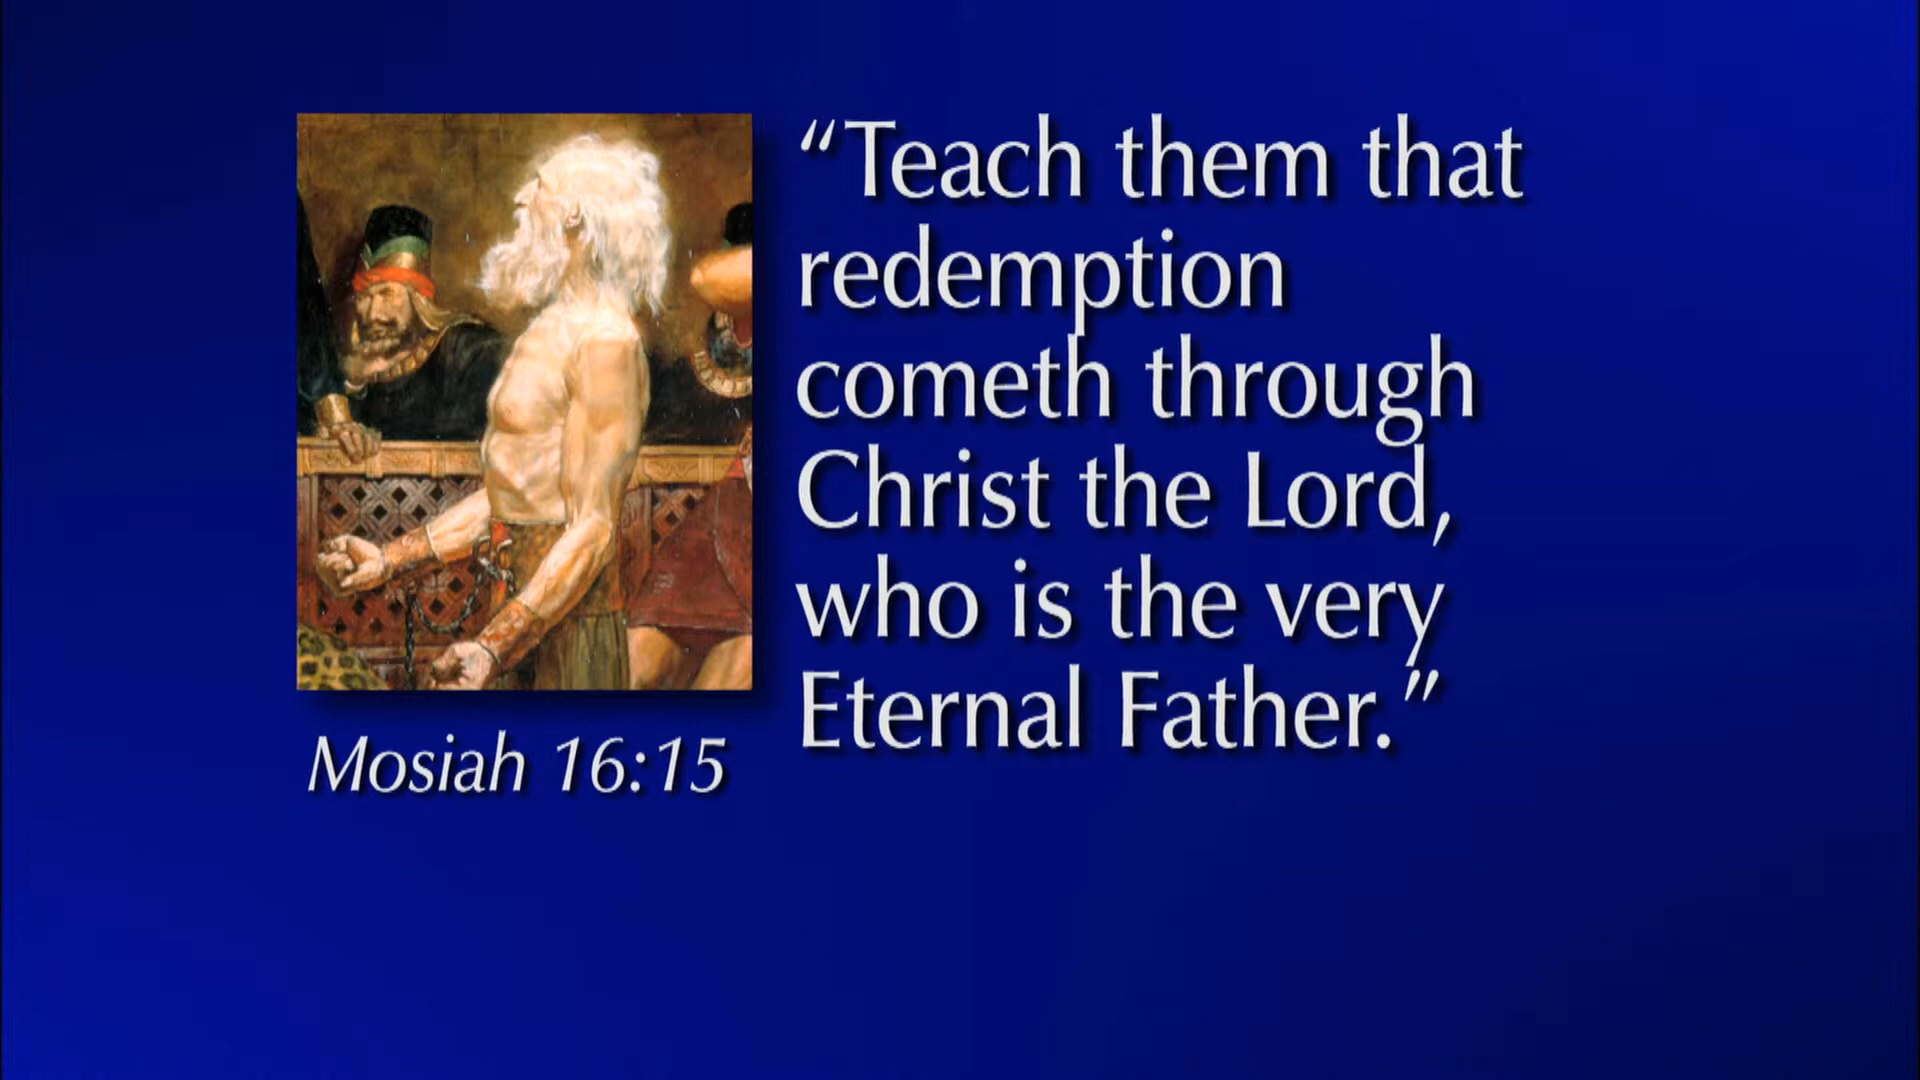 “Teach them that
redemption
cometh through
Christ the Lord,
who is the very
Eternal Father.”
Mosiah 16:15